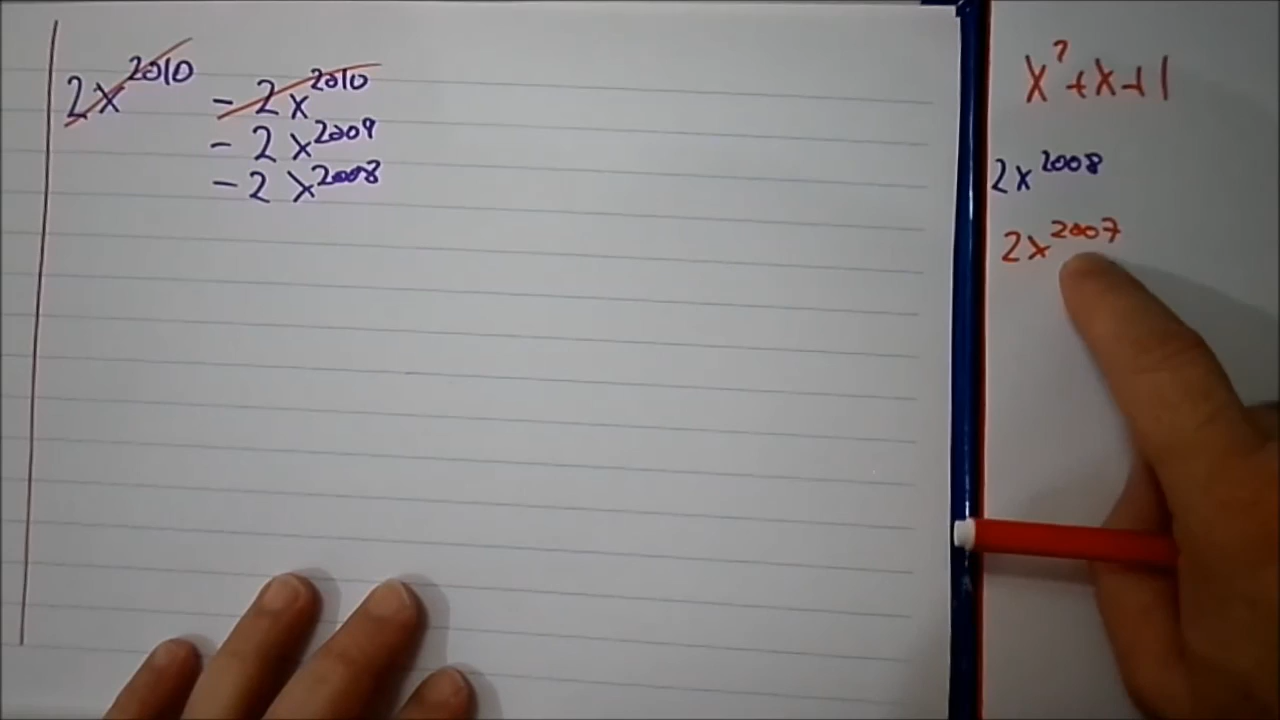 2x^2010 - 2x^2010
- 2x^2009
- 2x^2008
x^2 + x + 1
2x^2008
2x^2007